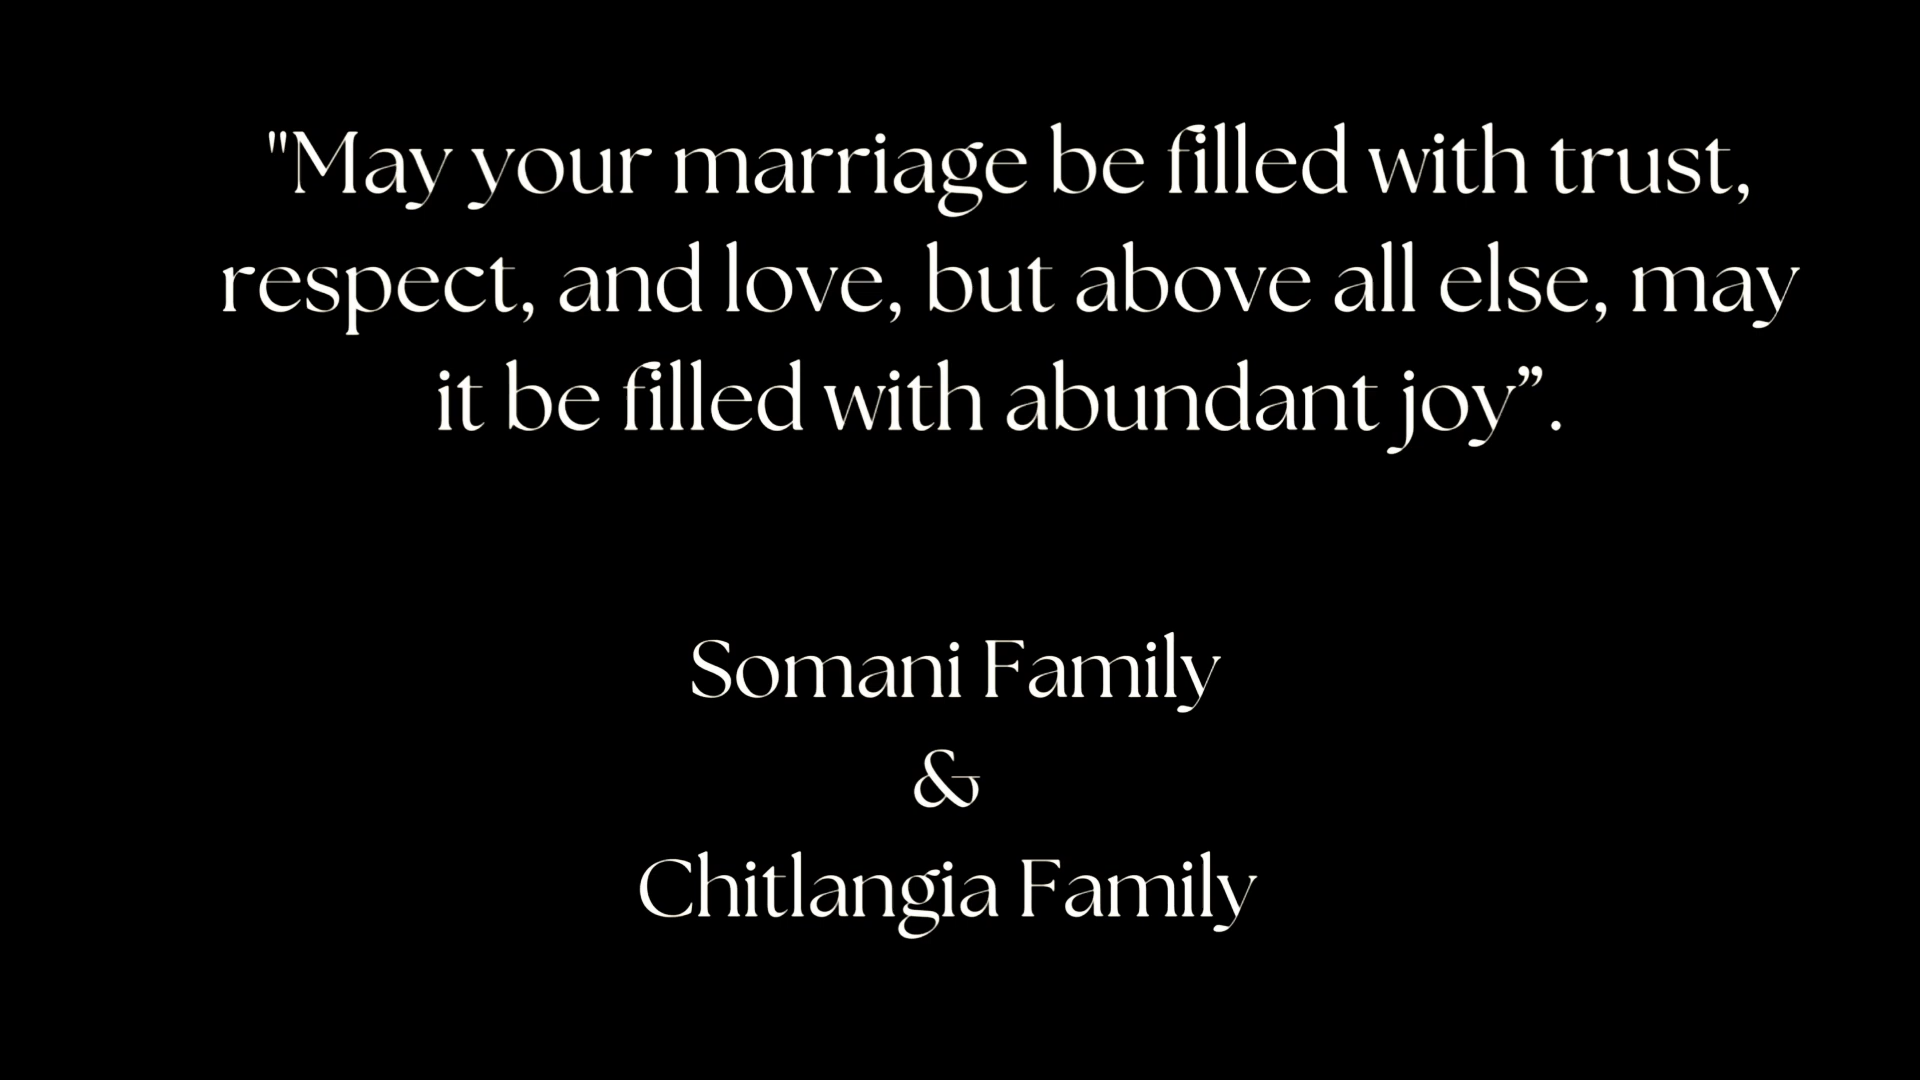 "May your marriage be filled with trust,
respect, and love, but above all else, may
it be filled with abundant joy”.
Somani Family
&
Chitlangia Family